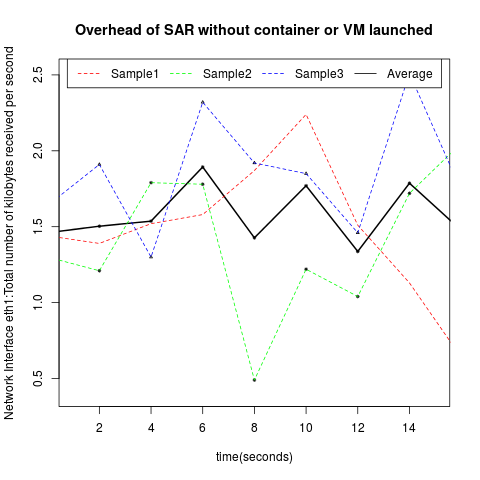 Overhead of SAR without container or VM launched
Network Interface eth1:Total number of kilobytes received per second
Sample1 Sample2 Sample3 Average
2.5
2.0
1.5
1.0
0.5
2 4 6 8 10 12 14
time(seconds)